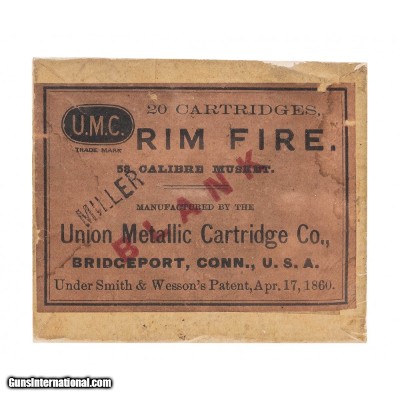 20 CARTRIDGES,
U.M.C.
TRADE MARK
RIM FIRE.
58 CALIBRE MUSKET.
MILLER
BLANK
MANUFACTURED BY THE
Union Metallic Cartridge Co.,
BRIDGEPORT, CONN., U. S. A.
Under Smith & Wesson's Patent, Apr. 17, 1860.
GunsInternational.com